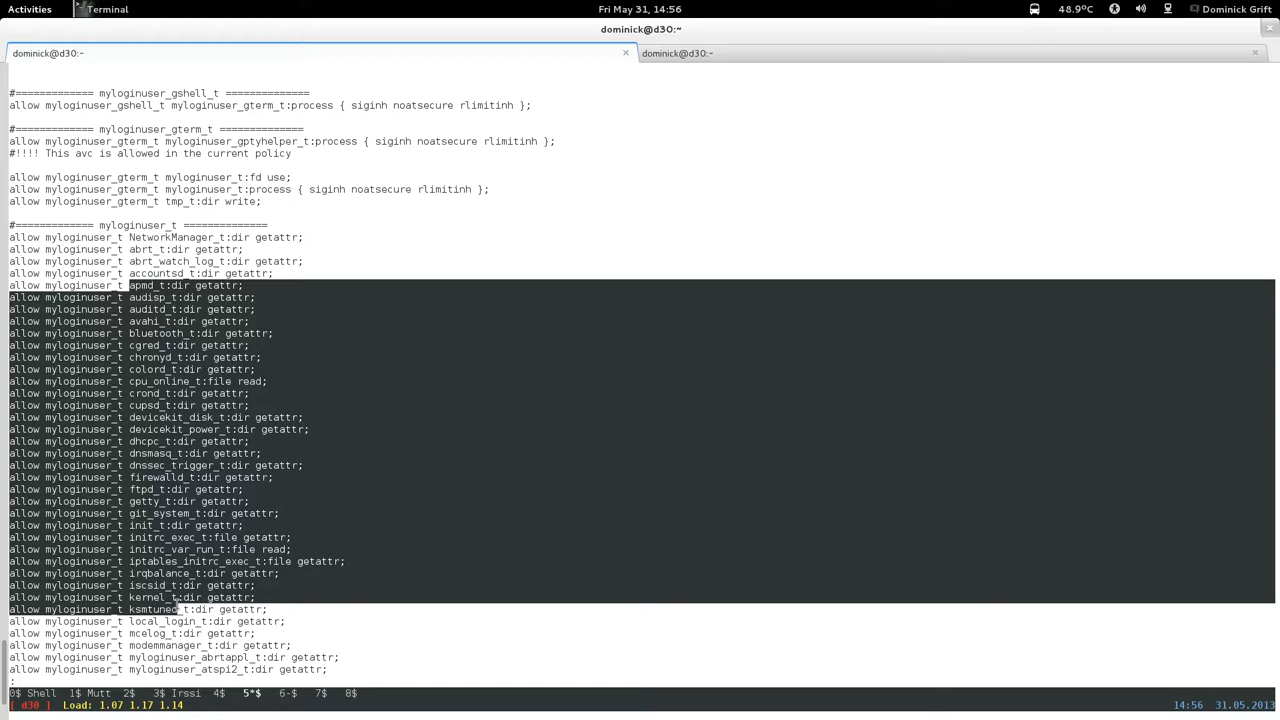 Activities Terminal Fri May 31, 14:56 48.9°C Dominick Grift
dominick@d30:~
dominick@d30:~ dominick@d30:~
#============= myloginuser_gshell_t ==============
allow myloginuser_gshell_t myloginuser_gterm_t:process { siginh noatsecure rlimitinh };
#============= myloginuser_gterm_t ==============
allow myloginuser_gterm_t myloginuser_gptyhelper_t:process { siginh noatsecure rlimitinh };
#!!!! This avc is allowed in the current policy
allow myloginuser_gterm_t myloginuser_t:fd use;
allow myloginuser_gterm_t myloginuser_t:process { siginh noatsecure rlimitinh };
allow myloginuser_gterm_t tmp_t:dir write;
#============= myloginuser_t ==============
allow myloginuser_t NetworkManager_t:dir getattr;
allow myloginuser_t abrt_t:dir getattr;
allow myloginuser_t abrt_watch_log_t:dir getattr;
allow myloginuser_t accountsd_t:dir getattr;
allow myloginuser_t apmd_t:dir getattr;
allow myloginuser_t audisp_t:dir getattr;
allow myloginuser_t auditd_t:dir getattr;
allow myloginuser_t avahi_t:dir getattr;
allow myloginuser_t bluetooth_t:dir getattr;
allow myloginuser_t cgred_t:dir getattr;
allow myloginuser_t chronyd_t:dir getattr;
allow myloginuser_t colord_t:dir getattr;
allow myloginuser_t cpu_online_t:file read;
allow myloginuser_t crond_t:dir getattr;
allow myloginuser_t cupsd_t:dir getattr;
allow myloginuser_t devicekit_disk_t:dir getattr;
allow myloginuser_t devicekit_power_t:dir getattr;
allow myloginuser_t dhcpc_t:dir getattr;
allow myloginuser_t dnsmasq_t:dir getattr;
allow myloginuser_t dnssec_trigger_t:dir getattr;
allow myloginuser_t firewalld_t:dir getattr;
allow myloginuser_t ftpd_t:dir getattr;
allow myloginuser_t getty_t:dir getattr;
allow myloginuser_t git_system_t:dir getattr;
allow myloginuser_t init_t:dir getattr;
allow myloginuser_t initrc_exec_t:file getattr;
allow myloginuser_t initrc_var_run_t:file read;
allow myloginuser_t iptables_initrc_exec_t:file getattr;
allow myloginuser_t irqbalance_t:dir getattr;
allow myloginuser_t iscsid_t:dir getattr;
allow myloginuser_t kernel_t:dir getattr;
allow myloginuser_t ksmtuned_t:dir getattr;
allow myloginuser_t local_login_t:dir getattr;
allow myloginuser_t mcelog_t:dir getattr;
allow myloginuser_t modemmanager_t:dir getattr;
allow myloginuser_t myloginuser_abrtappl_t:dir getattr;
allow myloginuser_t myloginuser_atspi2_t:dir getattr;
:
0$ Shell 1$ Mutt 2$ 3$ Irssi 4$ 5*$ 6-$ 7$ 8$
[ d30 ] Load: 1.07 1.17 1.14 14:56 31.05.2013